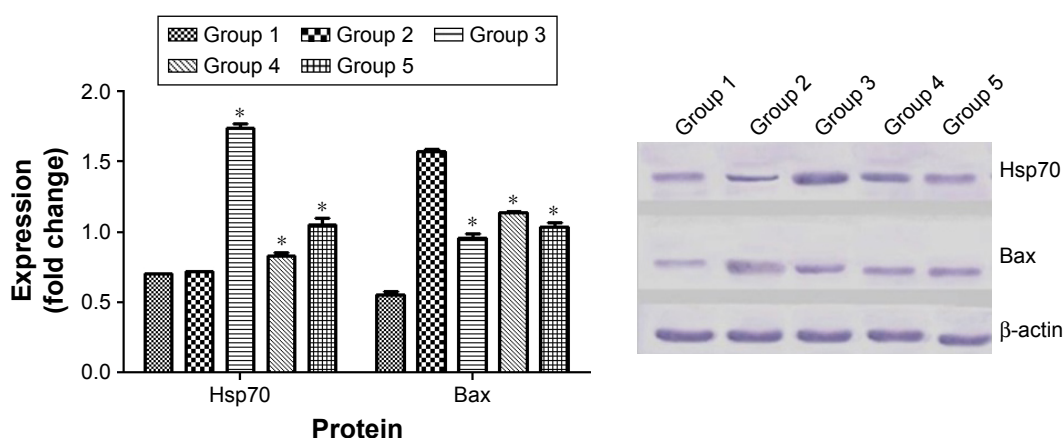 Group 1 Group 2 Group 3
Group 4 Group 5
2.0
1.5
1.0
0.5
0.0
Expression
(fold change)
*
*
*
*
*
*
Hsp70 Bax
Protein
Group 1 Group 2 Group 3 Group 4 Group 5
Hsp70
Bax
β-actin